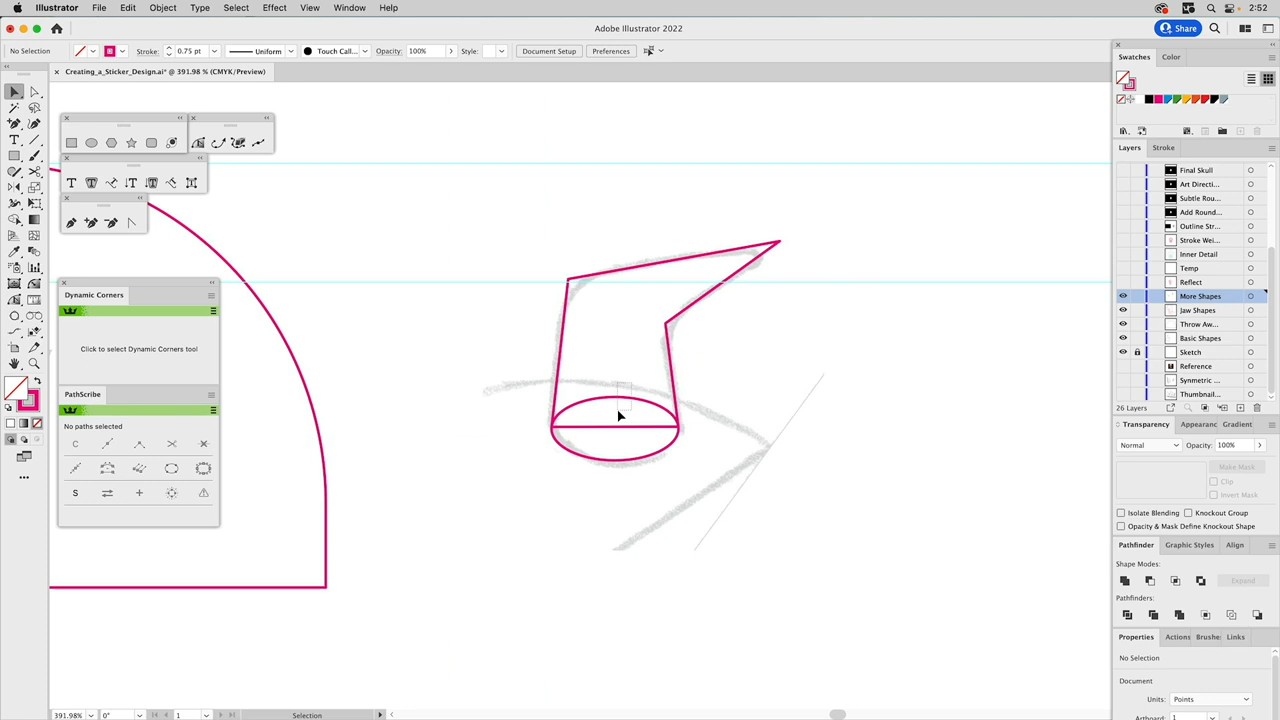 Illustrator File Edit Object Type Select Effect View Window Help 2:52
Adobe Illustrator 2022
Share
No Selection Stroke: 0.75 pt Uniform Touch Call... Opacity: 100% Style: Document Setup Preferences
Creating_a_Sticker_Design.ai* @ 391.98 % (CMYK/Preview)
Swatches Color
Layers Stroke
Final Skull
Art Directi...
Subtle Rou...
Add Round...
Outline Str...
Stroke Wei...
Inner Detail
Temp
Reflect
More Shapes
Jaw Shapes
Throw Aw...
Basic Shapes
Sketch
Reference
Synmetric ...
Thumbnail...
26 Layers
Dynamic Corners
Click to select Dynamic Corners tool
PathScribe
No paths selected
Transparency Appearanc Gradient
Normal Opacity: 100%
Make Mask
Clip
Invert Mask
Isolate Blending Knockout Group
Opacity & Mask Define Knockout Shape
Pathfinder Graphic Styles Align
Shape Modes:
Expand
Pathfinders:
Properties Actions Brushe Links
No Selection
Document
Units: Points
Artboard: 1
391.98% 0° 1 Selection